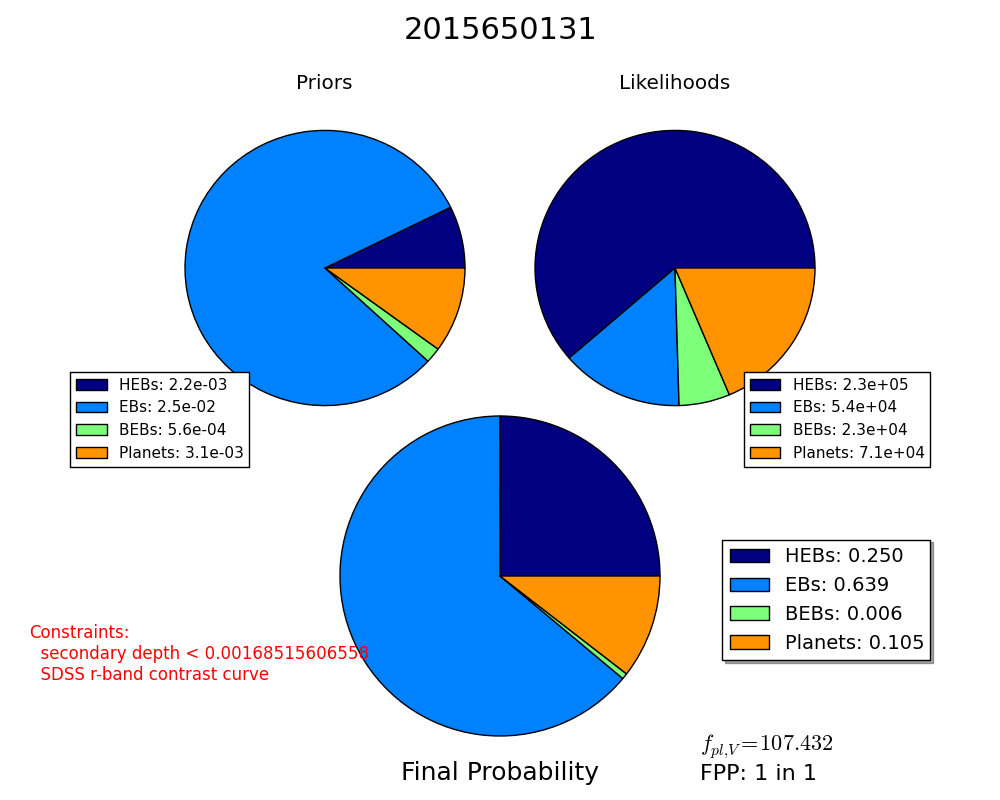 2015650131
Priors
Likelihoods
HEBs: 2.2e-03
EBs: 2.5e-02
BEBs: 5.6e-04
Planets: 3.1e-03
HEBs: 2.3e+05
EBs: 5.4e+04
BEBs: 2.3e+04
Planets: 7.1e+04
HEBs: 0.250
EBs: 0.639
BEBs: 0.006
Planets: 0.105
Constraints:
secondary depth < 0.00168515606558
SDSS r-band contrast curve
f_{pl,V}=107.432
Final Probability
FPP: 1 in 1